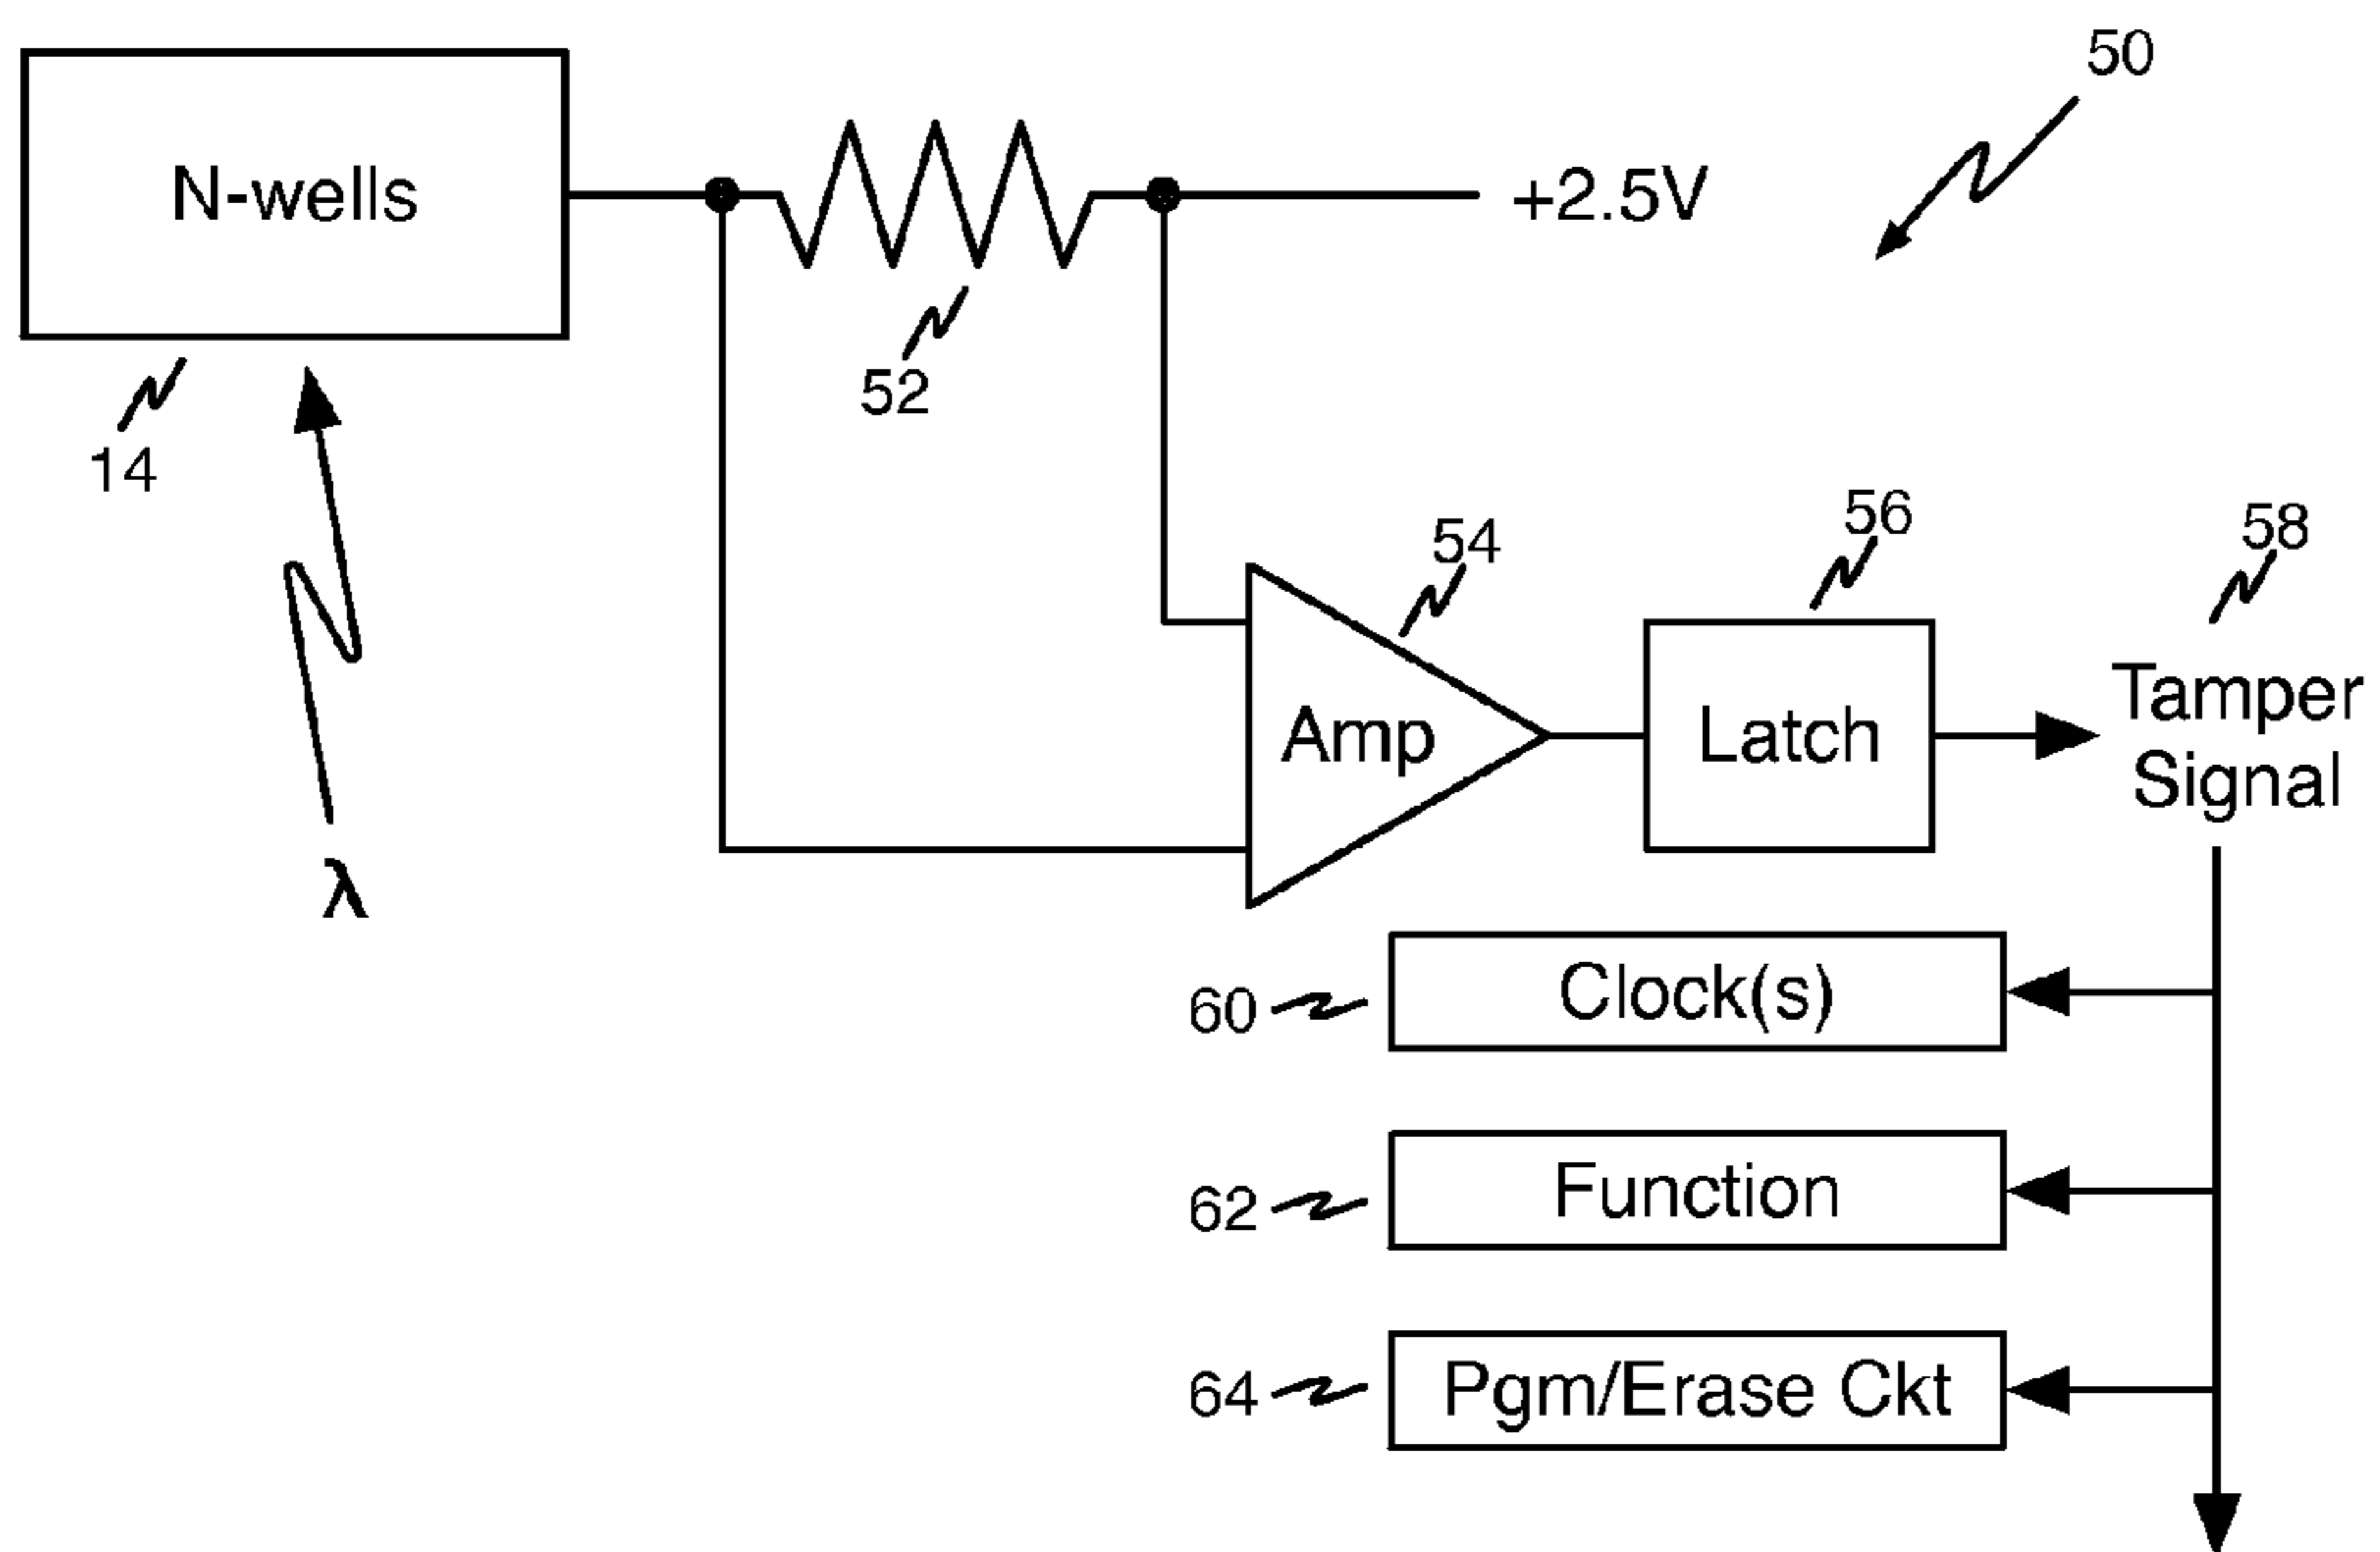 50
N-wells
+2.5V
52
14
54
56
58
Amp
Latch
Tamper
Signal
λ
60
Clock(s)
62
Function
64
Pgm/Erase Ckt